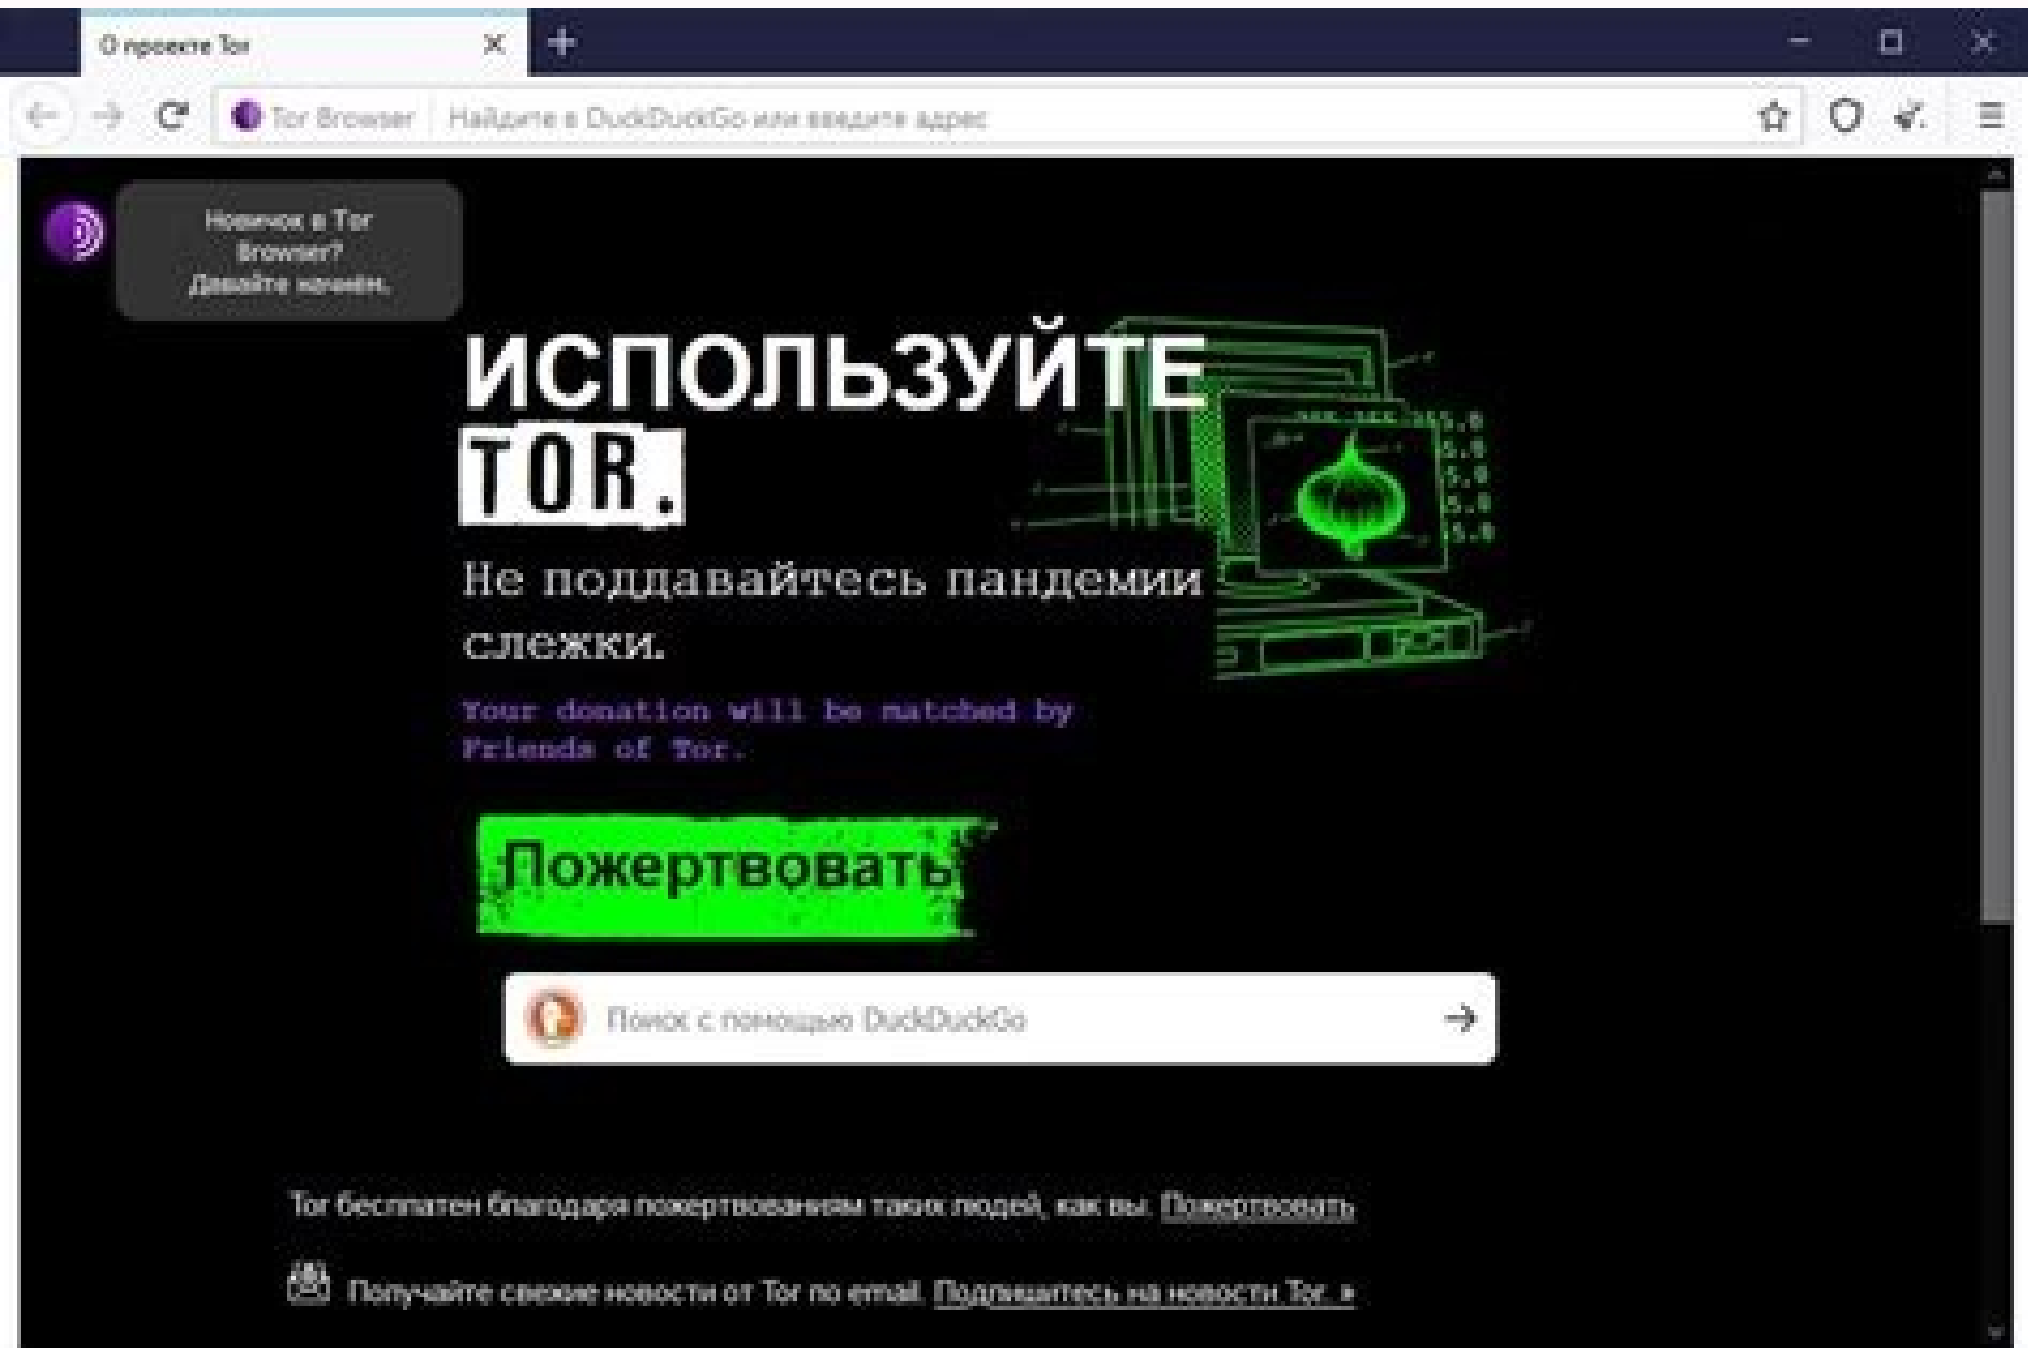 О проекте Tor
Tor Browser
Найдите в DuckDuckGo или введите адрес
Новичок в Tor
Browser?
Давайте начнём.
ИСПОЛЬЗУЙТЕ
TOR.
Не поддавайтесь пандемии
слежки.
Your donation will be matched by
Friends of Tor.
Пожертвовать
Поиск с помощью DuckDuckGo
Tor бесплатен благодаря пожертвованиям таких людей, как вы. Пожертвовать
Получайте свежие новости от Tor по email. Подпишитесь на новости Tor. »